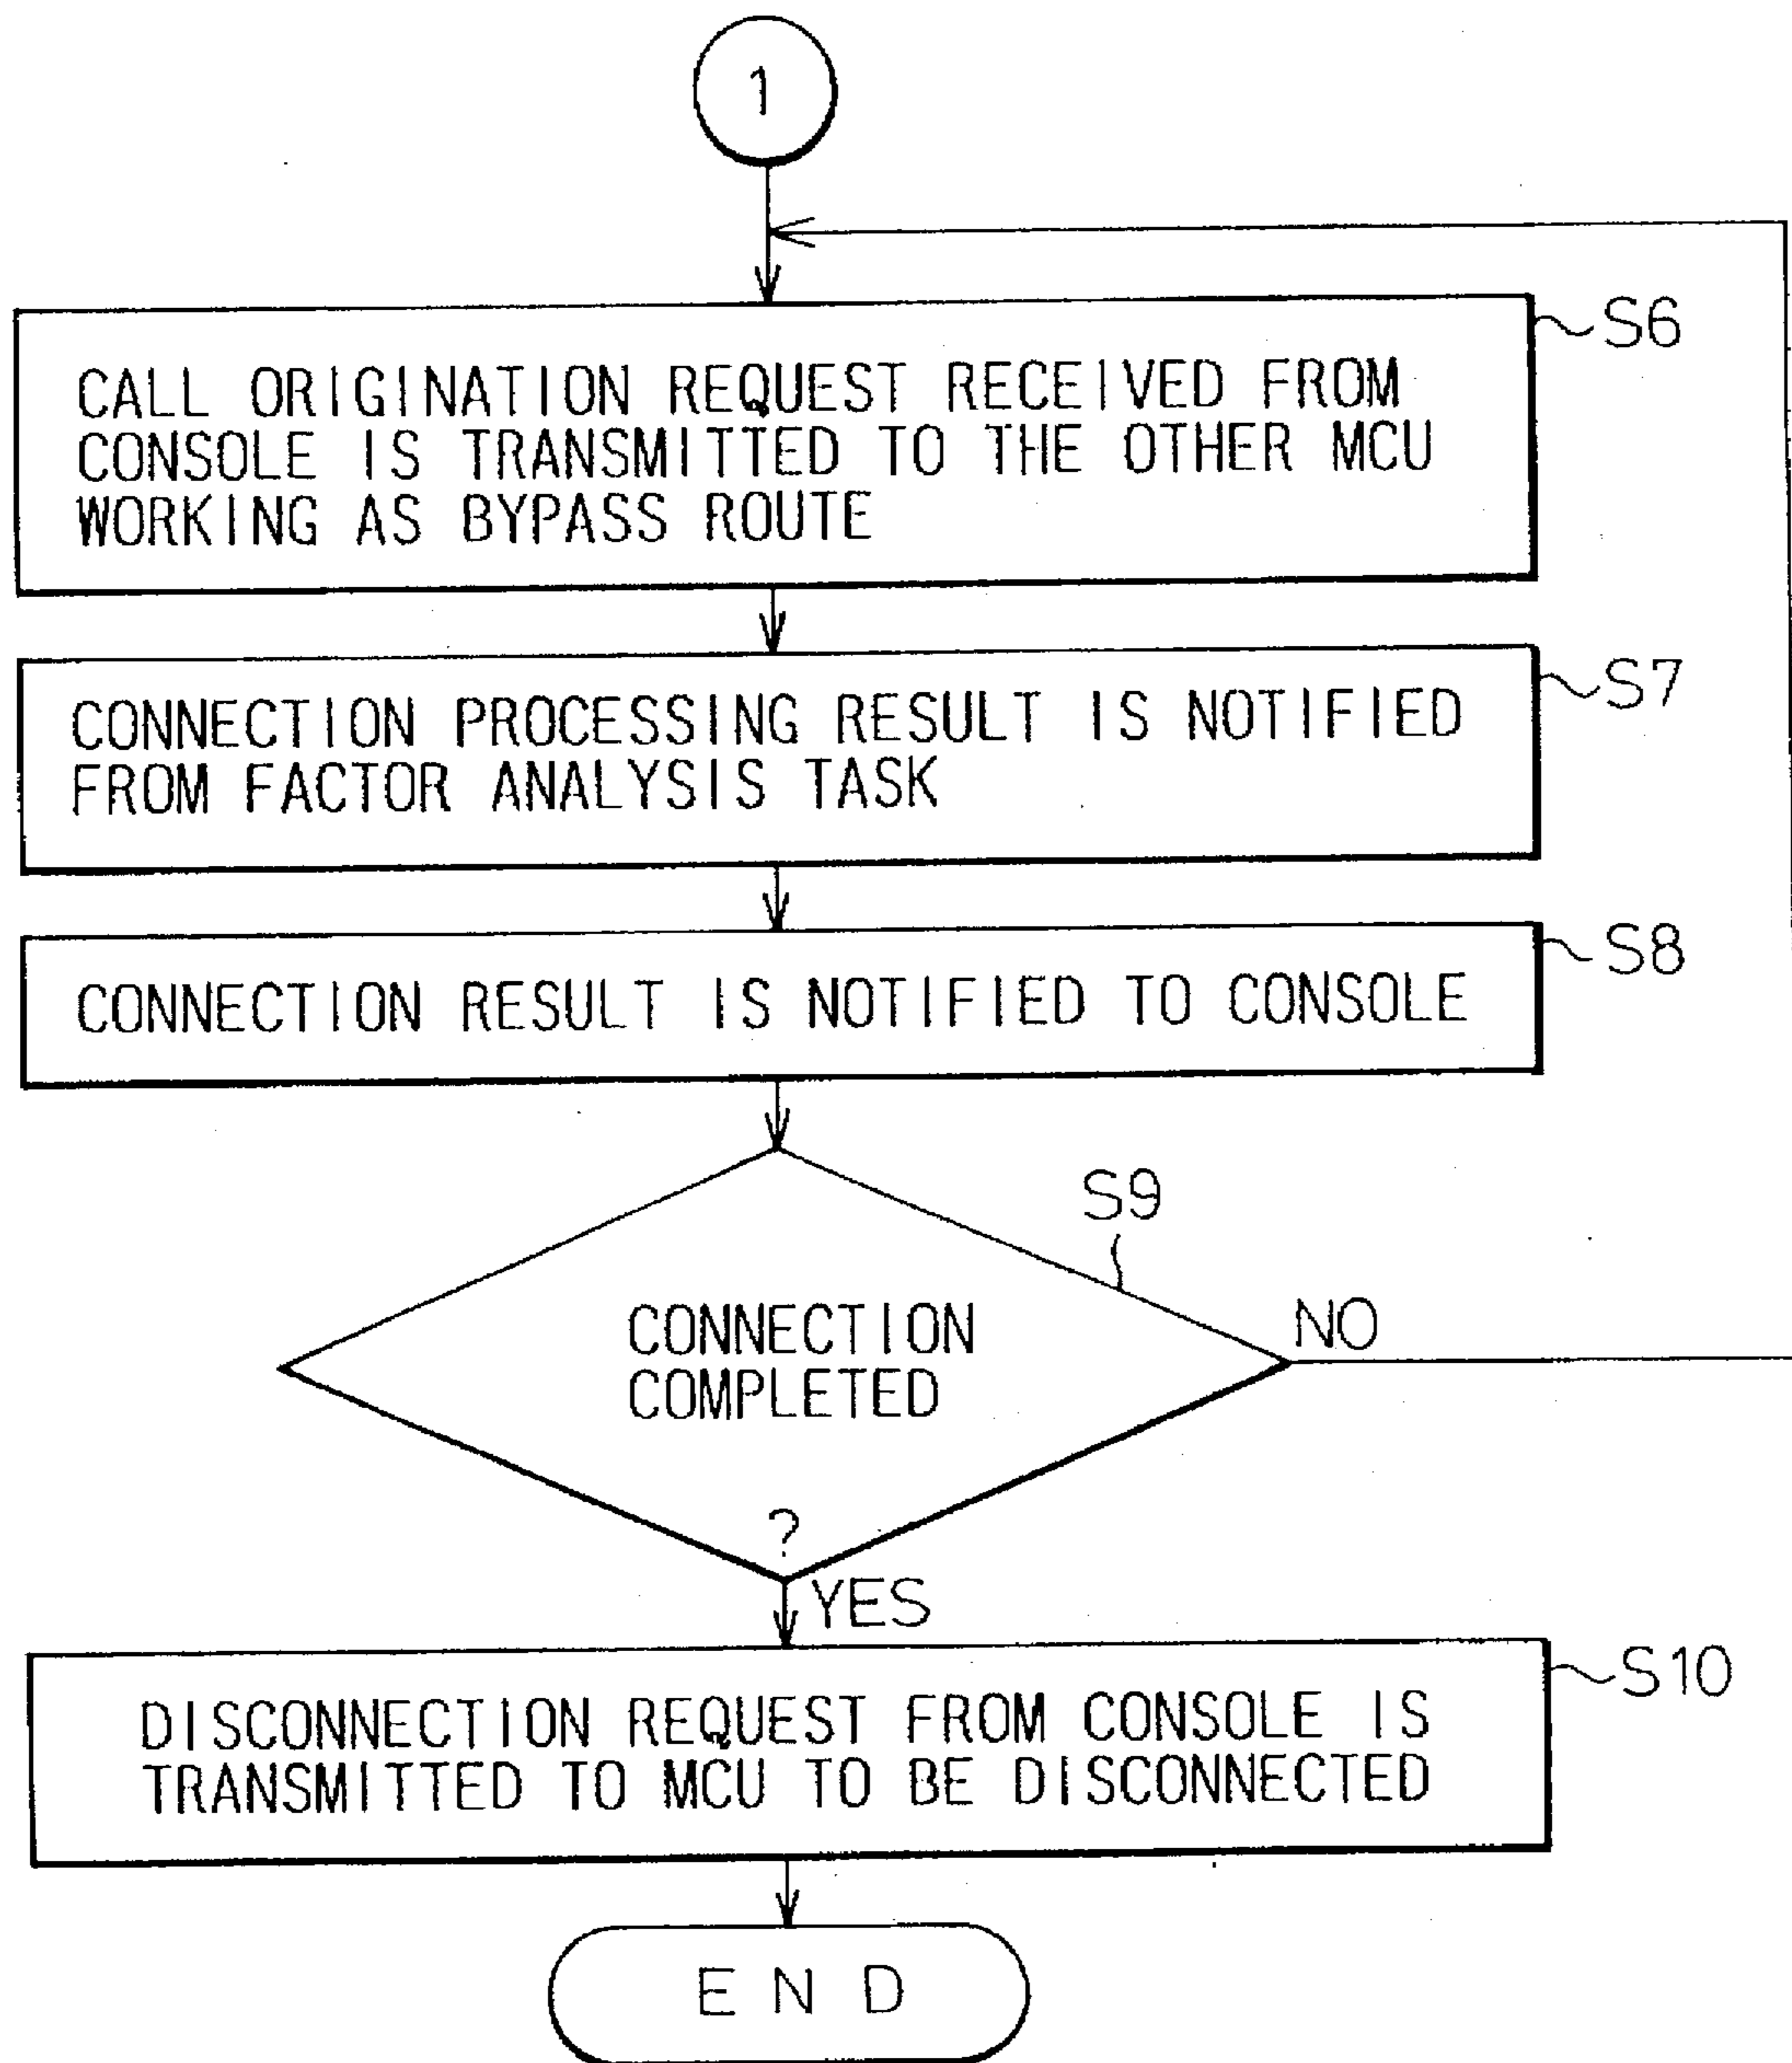 1
S6
CALL ORIGINATION REQUEST RECEIVED FROM
CONSOLE IS TRANSMITTED TO THE OTHER MCU
WORKING AS BYPASS ROUTE
S7
CONNECTION PROCESSING RESULT IS NOTIFIED
FROM FACTOR ANALYSIS TASK
S8
CONNECTION RESULT IS NOTIFIED TO CONSOLE
S9
CONNECTION
COMPLETED
?
NO
YES
S10
DISCONNECTION REQUEST FROM CONSOLE IS
TRANSMITTED TO MCU TO BE DISCONNECTED
END